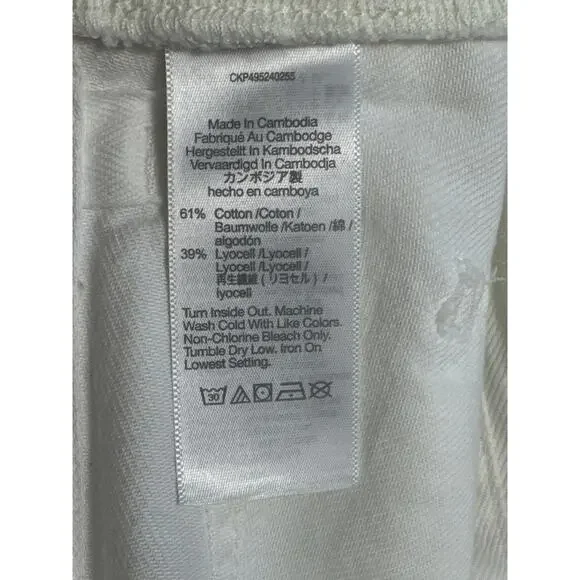 CKP495240255
Made In Cambodia
Fabriqué Au Cambodge
Hergestellt In Kambodscha
Vervaardigd In Cambodja
カンボジア製
hecho en camboya
61% Cotton /Coton /
Baumwolle /Katoen /綿 /
algodón
39% Lyocell /Lyocell /
Lyocell /Lyocell /
再生繊維 (リヨセル) /
lyocell
Turn Inside Out. Machine
Wash Cold With Like Colors.
Non-Chlorine Bleach Only.
Tumble Dry Low. Iron On
Lowest Setting.
30